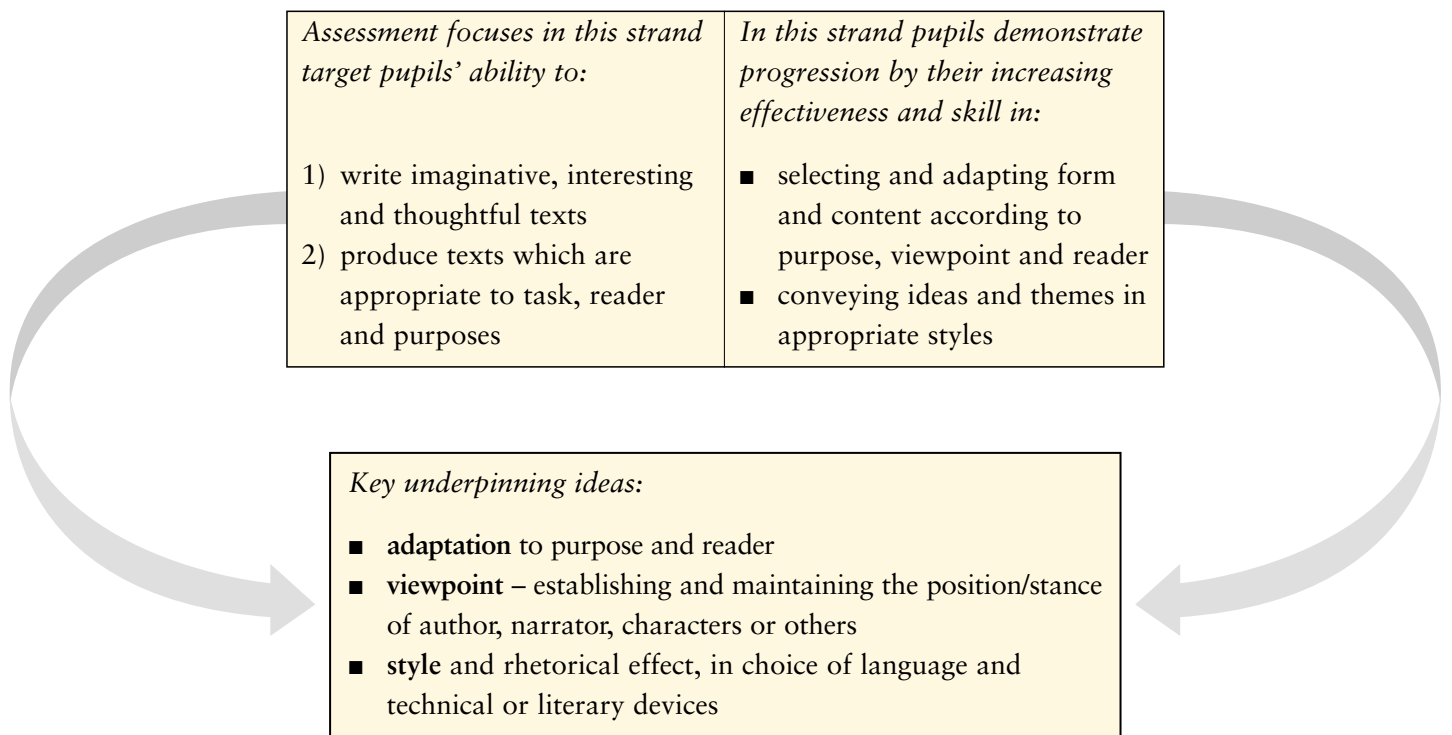 Assessment focuses in this strand
target pupils’ ability to:
1) write imaginative, interesting
and thoughtful texts
2) produce texts which are
appropriate to task, reader
and purposes
In this strand pupils demonstrate
progression by their increasing
effectiveness and skill in:
■ selecting and adapting form
and content according to
purpose, viewpoint and reader
■ conveying ideas and themes in
appropriate styles
Key underpinning ideas:
■ adaptation to purpose and reader
■ viewpoint – establishing and maintaining the position/stance
of author, narrator, characters or others
■ style and rhetorical effect, in choice of language and
technical or literary devices